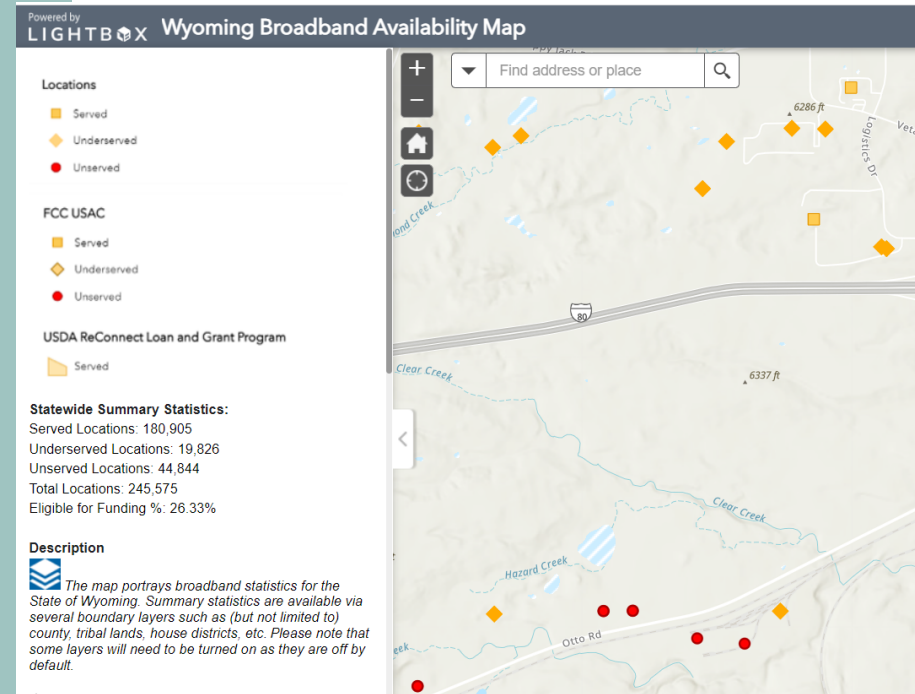 Powered by
LIGHTBOX
Wyoming Broadband Availability Map
Locations
Served
Underserved
Unserved
FCC USAC
Served
Underserved
Unserved
USDA ReConnect Loan and Grant Program
Served
Statewide Summary Statistics:
Served Locations: 180,905
Underserved Locations: 19,826
Unserved Locations: 44,844
Total Locations: 245,575
Eligible for Funding %: 26.33%
Description
The map portrays broadband statistics for the
State of Wyoming. Summary statistics are available via
several boundary layers such as (but not limited to)
county, tribal lands, house districts, etc. Please note that
some layers will need to be turned on as they are off by
default.
+
−
Find address or place
6286 ft
Logistics Dr
Creek
80
Clear Creek
6337 ft
Clear Creek
Hazard Creek
Otto Rd